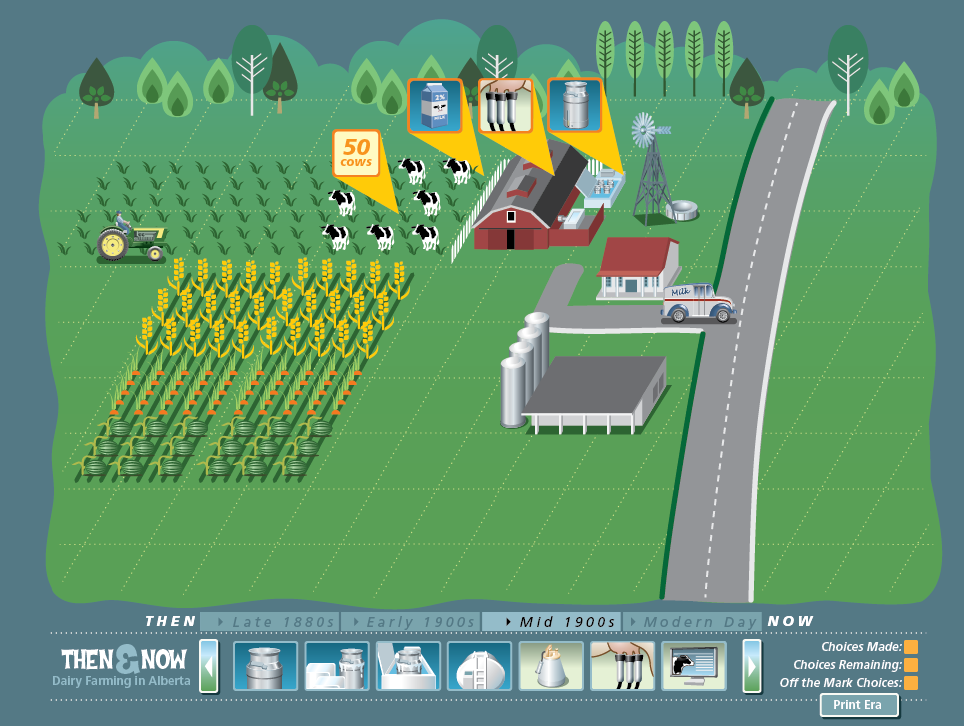 2%
MILK
50
COWS
Milk
THEN
Late 1880s
Early 1900s
Mid 1900s
Modern Day
NOW
THEN & NOW
Dairy Farming in Alberta
Choices Made:
Choices Remaining:
Off the Mark Choices:
Print Era